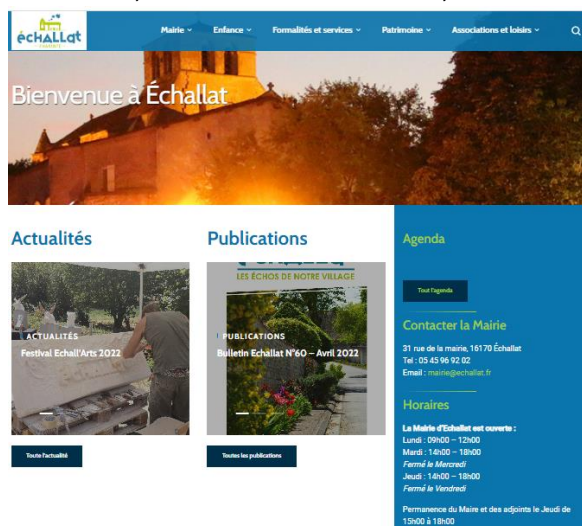 échallat
Mairie
Enfance
Formalités et services
Patrimoine
Associations et loisirs
Bienvenue à Échallat
Actualités
ACTUALITÉS
Festival Echall'Arts 2022
Toute l'actualité
Publications
LES ÉCHOS DE NOTRE VILLAGE
PUBLICATIONS
Bulletin Echallat N°60 – Avril 2022
Toutes les publications
Agenda
Tout l'agenda
Contacter la Mairie
31 rue de la mairie, 16170 Échallat
Tel : 05 45 96 92 02
Email : mairie@echallat.fr
Horaires
La Mairie d'Echallat est ouverte :
Lundi : 09h00 – 12h00
Mardi : 14h00 – 18h00
Fermé le Mercredi
Jeudi : 14h00 – 18h00
Fermé le Vendredi
Permanence du Maire et des adjoints le Jeudi de
15h00 à 18h00